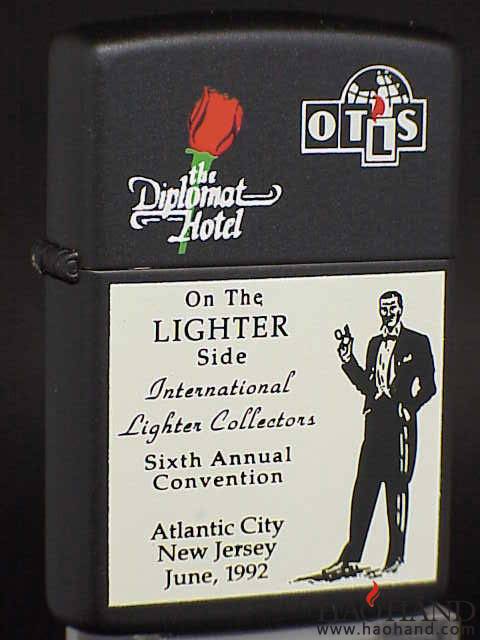 OTLS
the
Diplomat
Hotel
On The
LIGHTER
Side
International
Lighter Collectors
Sixth Annual
Convention
Atlantic City
New Jersey
June, 1992
HAOHAND
www.haohand.com